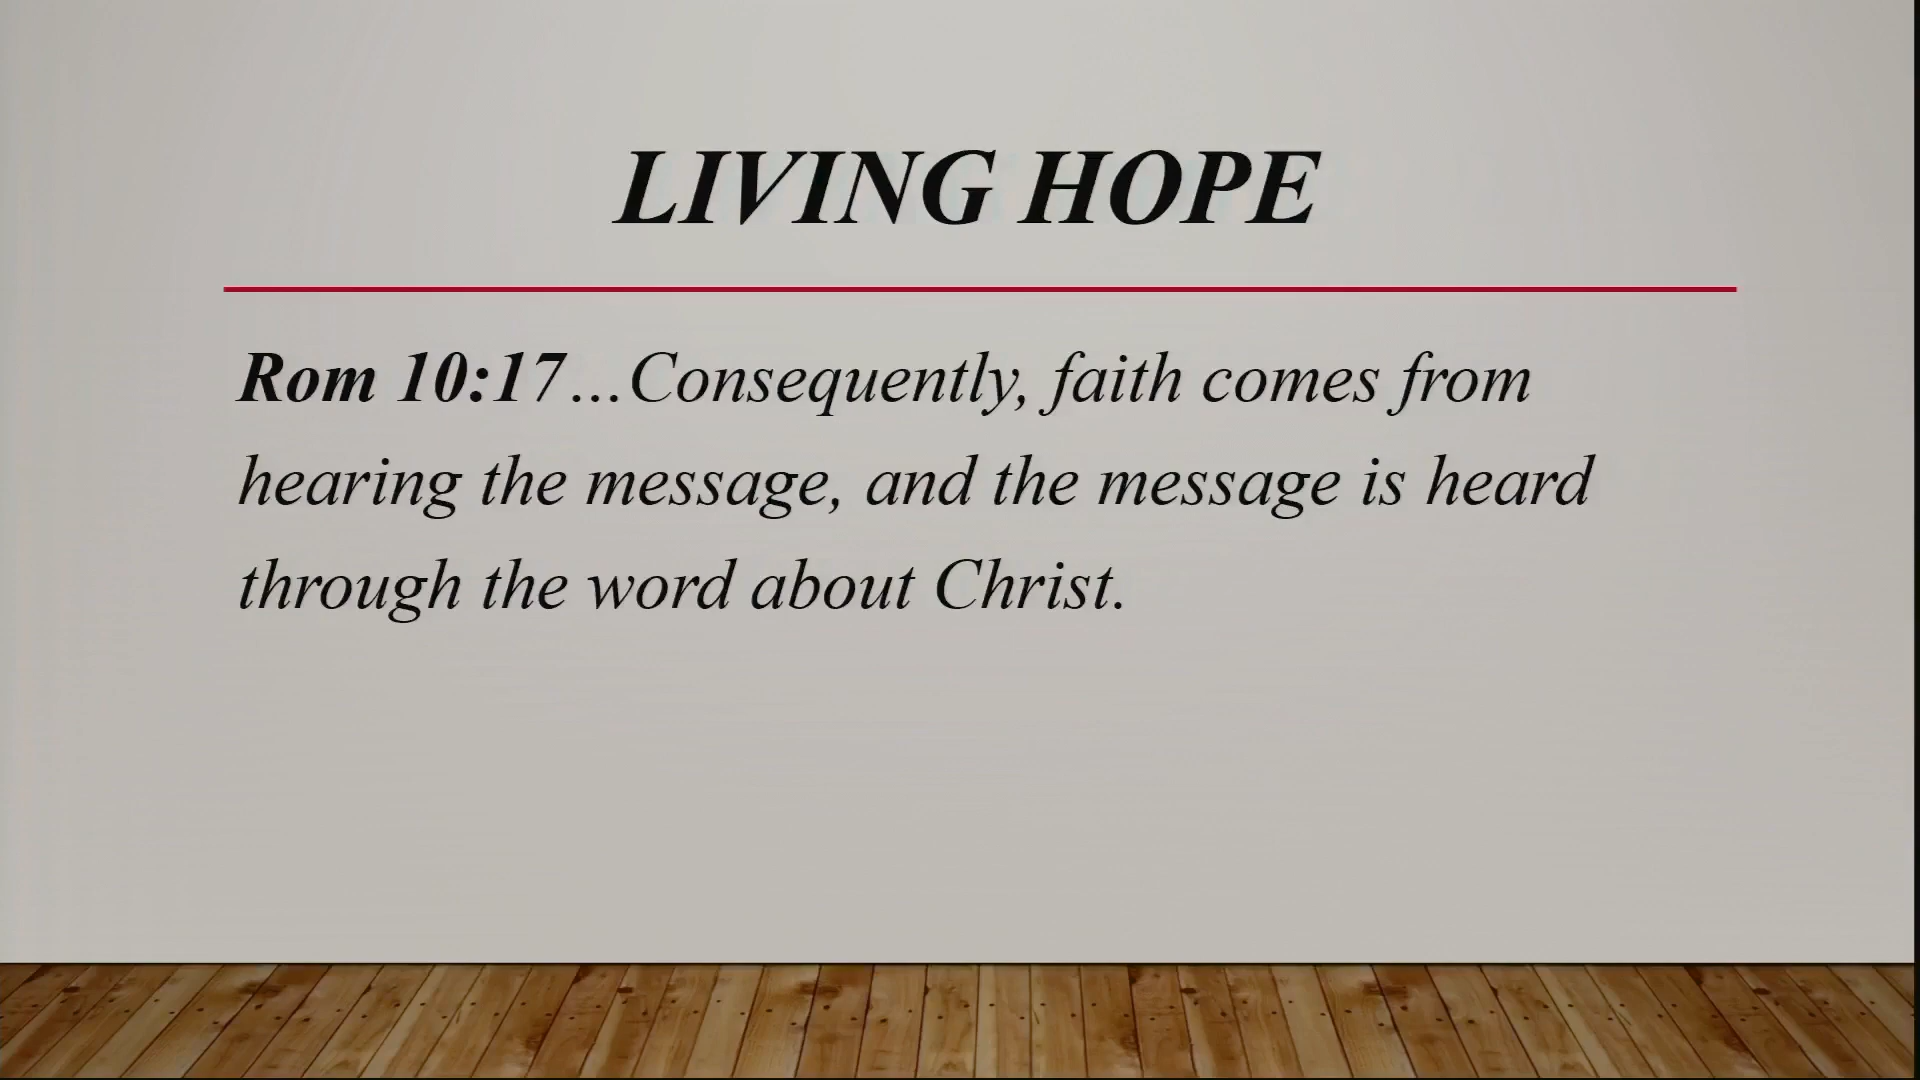 LIVING HOPE
Rom 10:17…Consequently, faith comes from
hearing the message, and the message is heard
through the word about Christ.